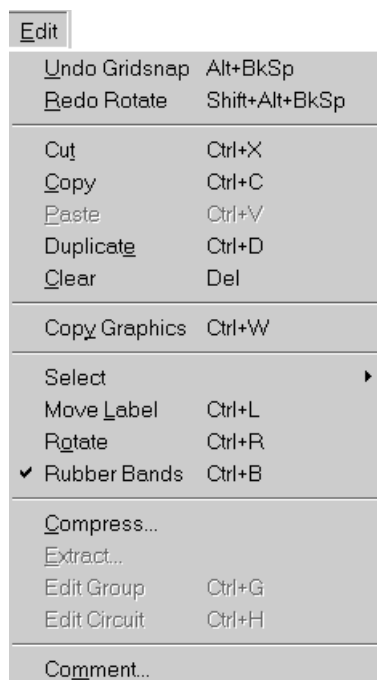 Edit
Undo Gridsnap Alt+BkSp
Redo Rotate Shift+Alt+BkSp
Cut Ctrl+X
Copy Ctrl+C
Paste Ctrl+V
Duplicate Ctrl+D
Clear Del
Copy Graphics Ctrl+W
Select
Move Label Ctrl+L
Rotate Ctrl+R
Rubber Bands Ctrl+B
Compress...
Extract...
Edit Group Ctrl+G
Edit Circuit Ctrl+H
Comment...